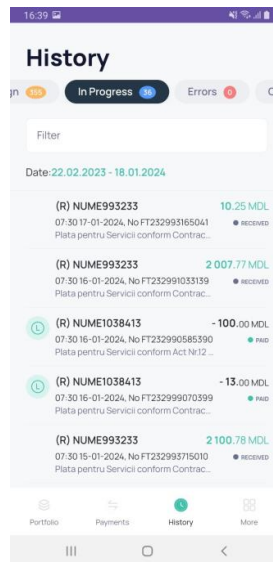 16:39
History
gn 355 In Progress 36 Errors 0 C
Filter
Date:22.02.2023 - 18.01.2024
(R) NUME993233 10.25 MDL
07:30 17-01-2024, No FT232993165041 RECEIVED
Plata pentru Servicii conform Contrac...
(R) NUME993233 2 007.77 MDL
07:30 16-01-2024, No FT232991033139 RECEIVED
Plata pentru Servicii conform Contrac...
L (R) NUME1038413 - 100.00 MDL
07:30 16-01-2024, No FT232990585390 PAID
Plata pentru Servicii conform Act Nr.12 ...
L (R) NUME1038413 - 13.00 MDL
07:30 16-01-2024, No FT232999070399 PAID
Plata pentru Servicii conform Contrac...
(R) NUME993233 2 100.78 MDL
07:30 15-01-2024, No FT232993715010 RECEIVED
Plata pentru Servicii conform Contrac...
Portfolio Payments History More